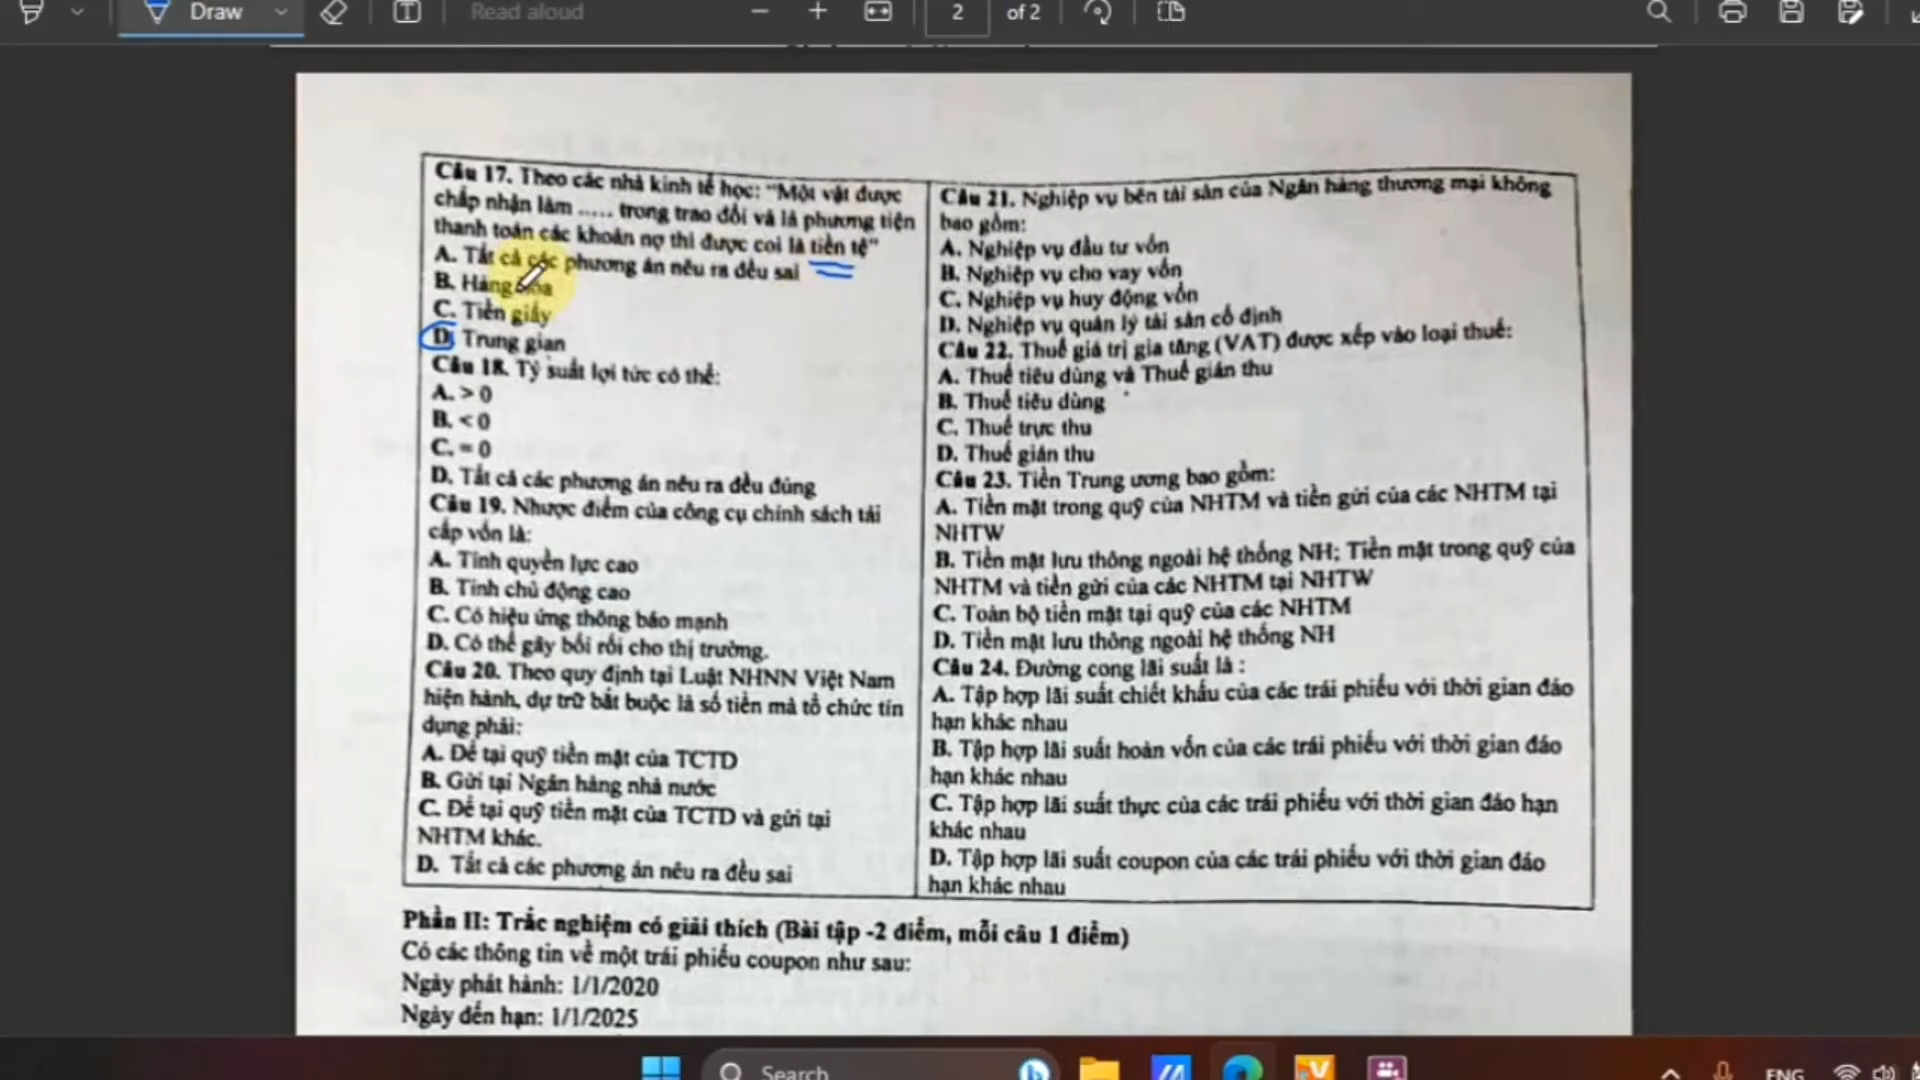 Draw
Read aloud
2
of 2
Câu 17. Theo các nhà kinh tế học: "Một vật được
chấp nhận làm ..... trong trao đổi và là phương tiện
thanh toán các khoản nợ thì được coi là tiền tệ"
A. Tất cả các phương án nêu ra đều sai
B. Hàng hóa
C. Tiền giấy
D. Trung gian
Câu 18. Tỷ suất lợi tức có thể:
A. > 0
B. < 0
C. = 0
D. Tất cả các phương án nêu ra đều đúng
Câu 19. Nhược điểm của công cụ chính sách tái
cấp vốn là:
A. Tính quyền lực cao
B. Tính chủ động cao
C. Có hiệu ứng thông báo mạnh
D. Có thể gây bối rối cho thị trường.
Câu 20. Theo quy định tại Luật NHNN Việt Nam
hiện hành, dự trữ bắt buộc là số tiền mà tổ chức tín
dụng phải:
A. Để tại quỹ tiền mặt của TCTD
B. Gửi tại Ngân hàng nhà nước
C. Để tại quỹ tiền mặt của TCTD và gửi tại
NHTM khác.
D. Tất cả các phương án nêu ra đều sai
Câu 21. Nghiệp vụ bên tài sản của Ngân hàng thương mại không
bao gồm:
A. Nghiệp vụ đầu tư vốn
B. Nghiệp vụ cho vay vốn
C. Nghiệp vụ huy động vốn
D. Nghiệp vụ quản lý tài sản cố định
Câu 22. Thuế giá trị gia tăng (VAT) được xếp vào loại thuế:
A. Thuế tiêu dùng và Thuế gián thu
B. Thuế tiêu dùng
C. Thuế trực thu
D. Thuế gián thu
Câu 23. Tiền Trung ương bao gồm:
A. Tiền mặt trong quỹ của NHTM và tiền gửi của các NHTM tại
NHTW
B. Tiền mặt lưu thông ngoài hệ thống NH; Tiền mặt trong quỹ của
NHTM và tiền gửi của các NHTM tại NHTW
C. Toàn bộ tiền mặt tại quỹ của các NHTM
D. Tiền mặt lưu thông ngoài hệ thống NH
Câu 24. Đường cong lãi suất là :
A. Tập hợp lãi suất chiết khấu của các trái phiếu với thời gian đáo
hạn khác nhau
B. Tập hợp lãi suất hoàn vốn của các trái phiếu với thời gian đáo
hạn khác nhau
C. Tập hợp lãi suất thực của các trái phiếu với thời gian đáo hạn
khác nhau
D. Tập hợp lãi suất coupon của các trái phiếu với thời gian đáo
hạn khác nhau
Phần II: Trắc nghiệm có giải thích (Bài tập -2 điểm, mỗi câu 1 điểm)
Có các thông tin về một trái phiếu coupon như sau:
Ngày phát hành: 1/1/2020
Ngày đến hạn: 1/1/2025
Search
ENG